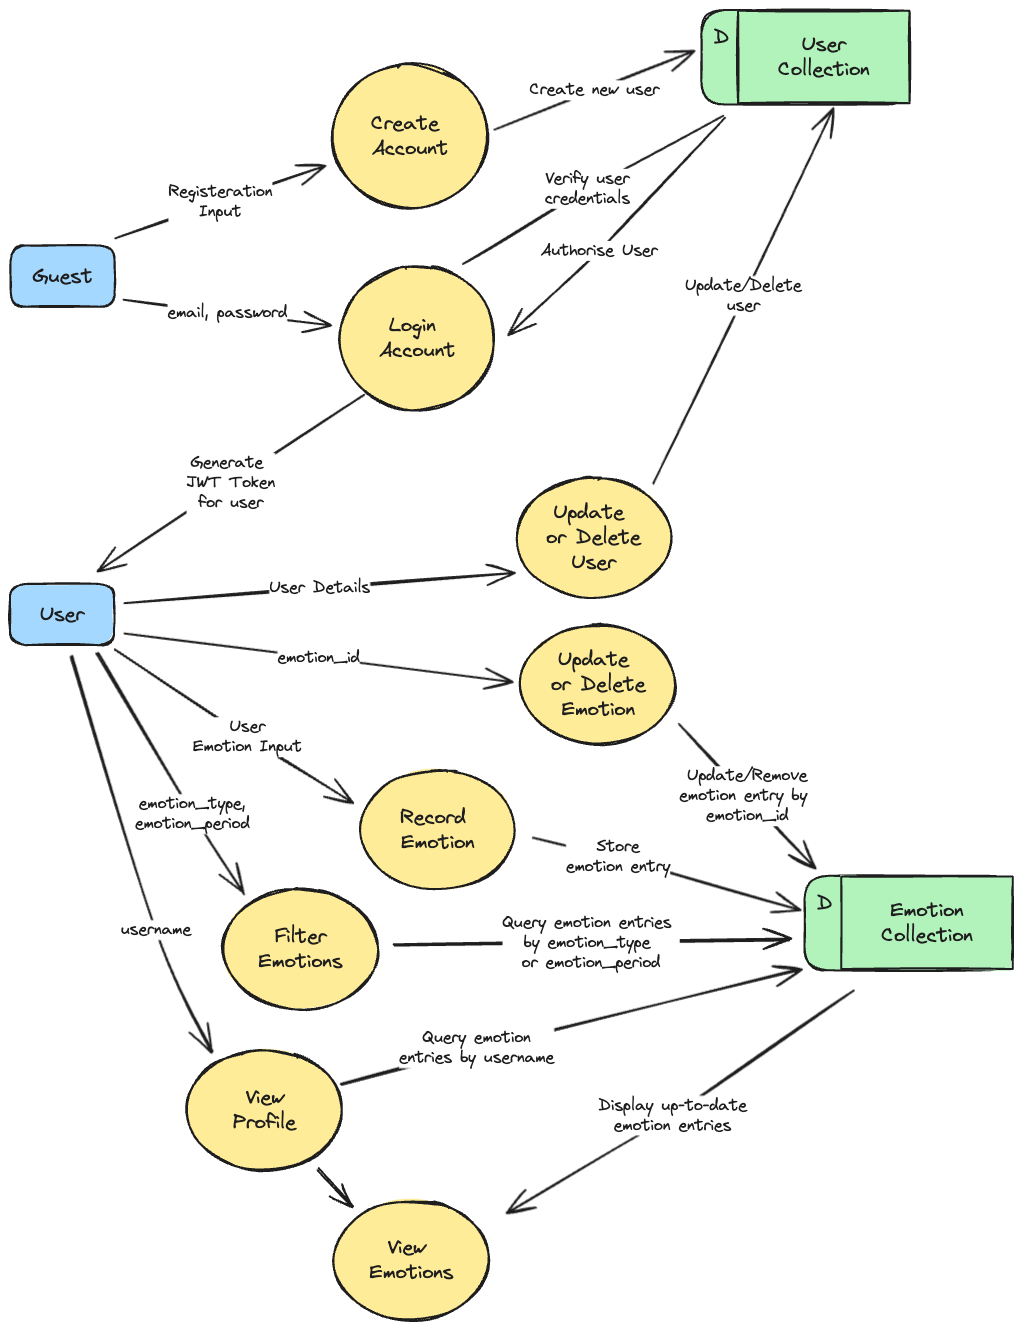 D
User
Collection
Create new user
Create
Account
Registeration
Input
Verify user
credentials
Authorise User
Guest
email, password
Login
Account
Update/Delete
user
Generate
JWT Token
for user
Update
or Delete
User
User Details
User
emotion_id
Update
or Delete
Emotion
User
Emotion Input
Update/Remove
emotion entry by
emotion_id
emotion_type,
emotion_period
Record
Emotion
Store
emotion entry
D
Emotion
Collection
username
Filter
Emotions
Query emotion entries
by emotion_type
or emotion_period
Query emotion
entries by username
View
Profile
Display up-to-date
emotion entries
View
Emotions